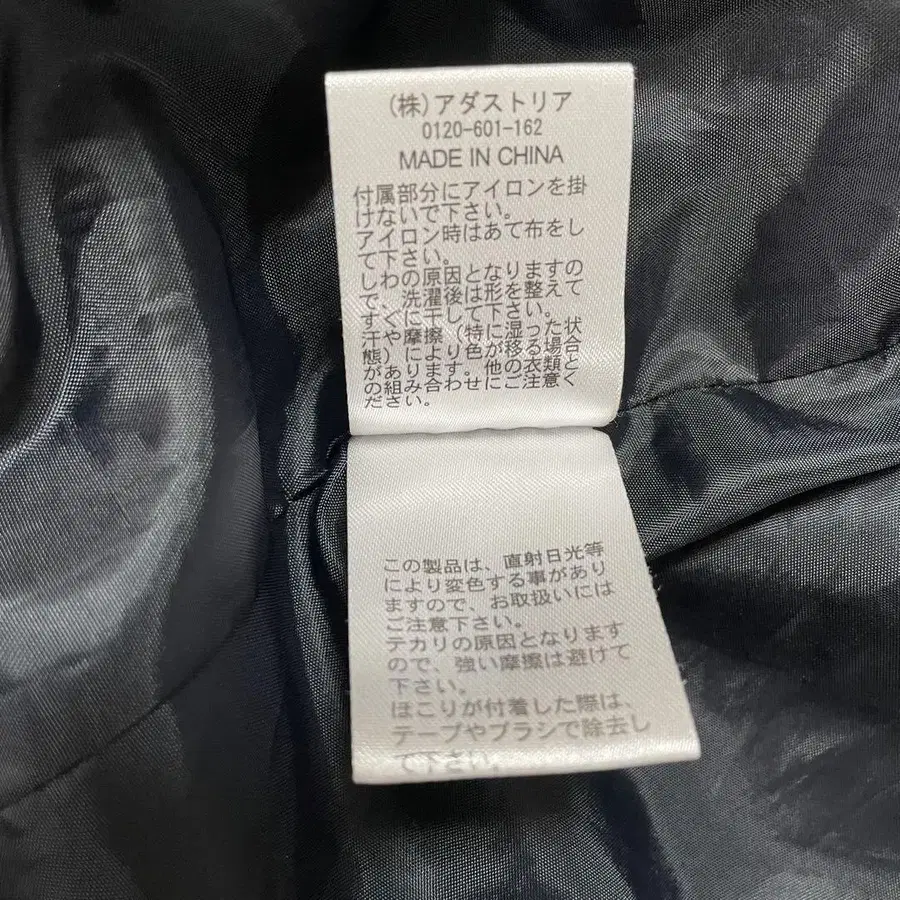 (株)アダストリア
0120-601-162
MADE IN CHINA
付属部分にアイロンを掛
けないで下さい。
アイロン時はあて布をし
て下さい。
しわの原因となりますの
で、洗濯後は形を整えて
すぐに干して下さい。
汗や摩擦（特に湿った状
態）により色が移る場合
があります。他の衣類と
の組み合わせにご注意く
ださい。
この製品は、直射日光等
により変色する事があり
ますので、お取扱いには
ご注意下さい。
テカリの原因となります
ので、強い摩擦は避けて
下さい。
ほこりが付着した際は、
テープやブラシで除去し
て下さい。